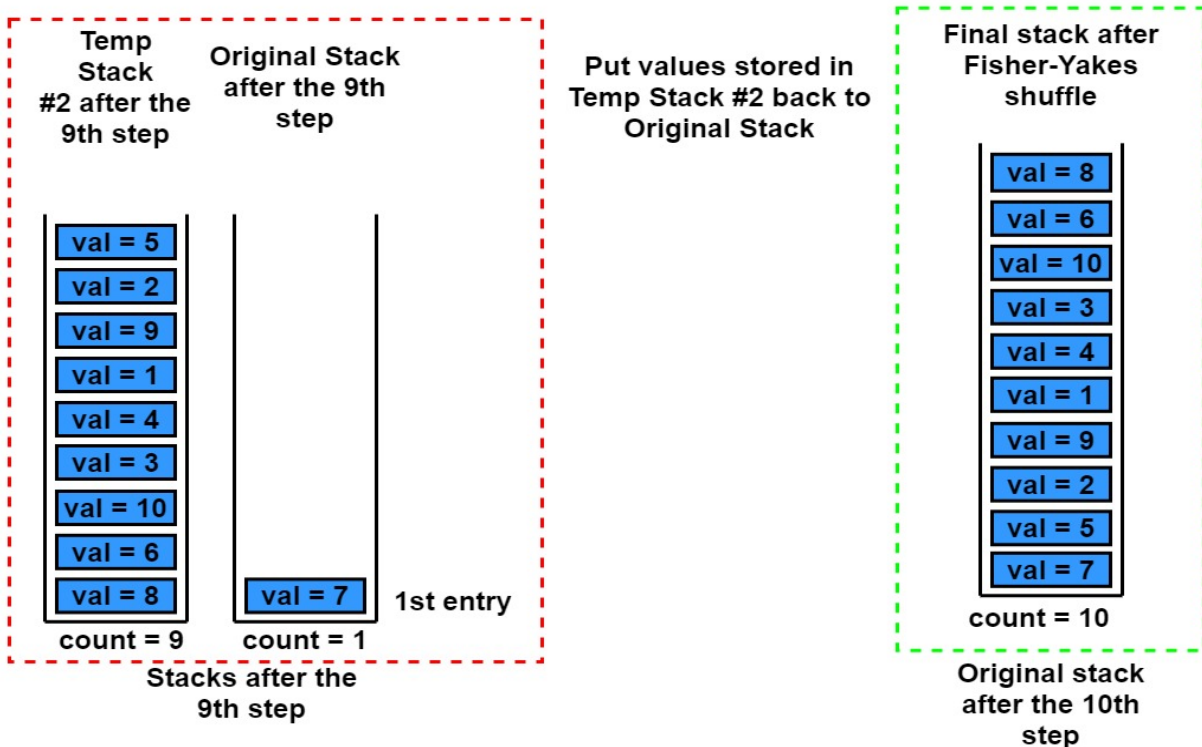 Temp
Stack
#2 after the
9th step
Original Stack
after the 9th
step
val = 5
val = 2
val = 9
val = 1
val = 4
val = 3
val = 10
val = 6
val = 8
count = 9
val = 7
1st entry
count = 1
Stacks after the
9th step
Put values stored in
Temp Stack #2 back to
Original Stack
Final stack after
Fisher-Yakes
shuffle
val = 8
val = 6
val = 10
val = 3
val = 4
val = 1
val = 9
val = 2
val = 5
val = 7
count = 10
Original stack
after the 10th
step